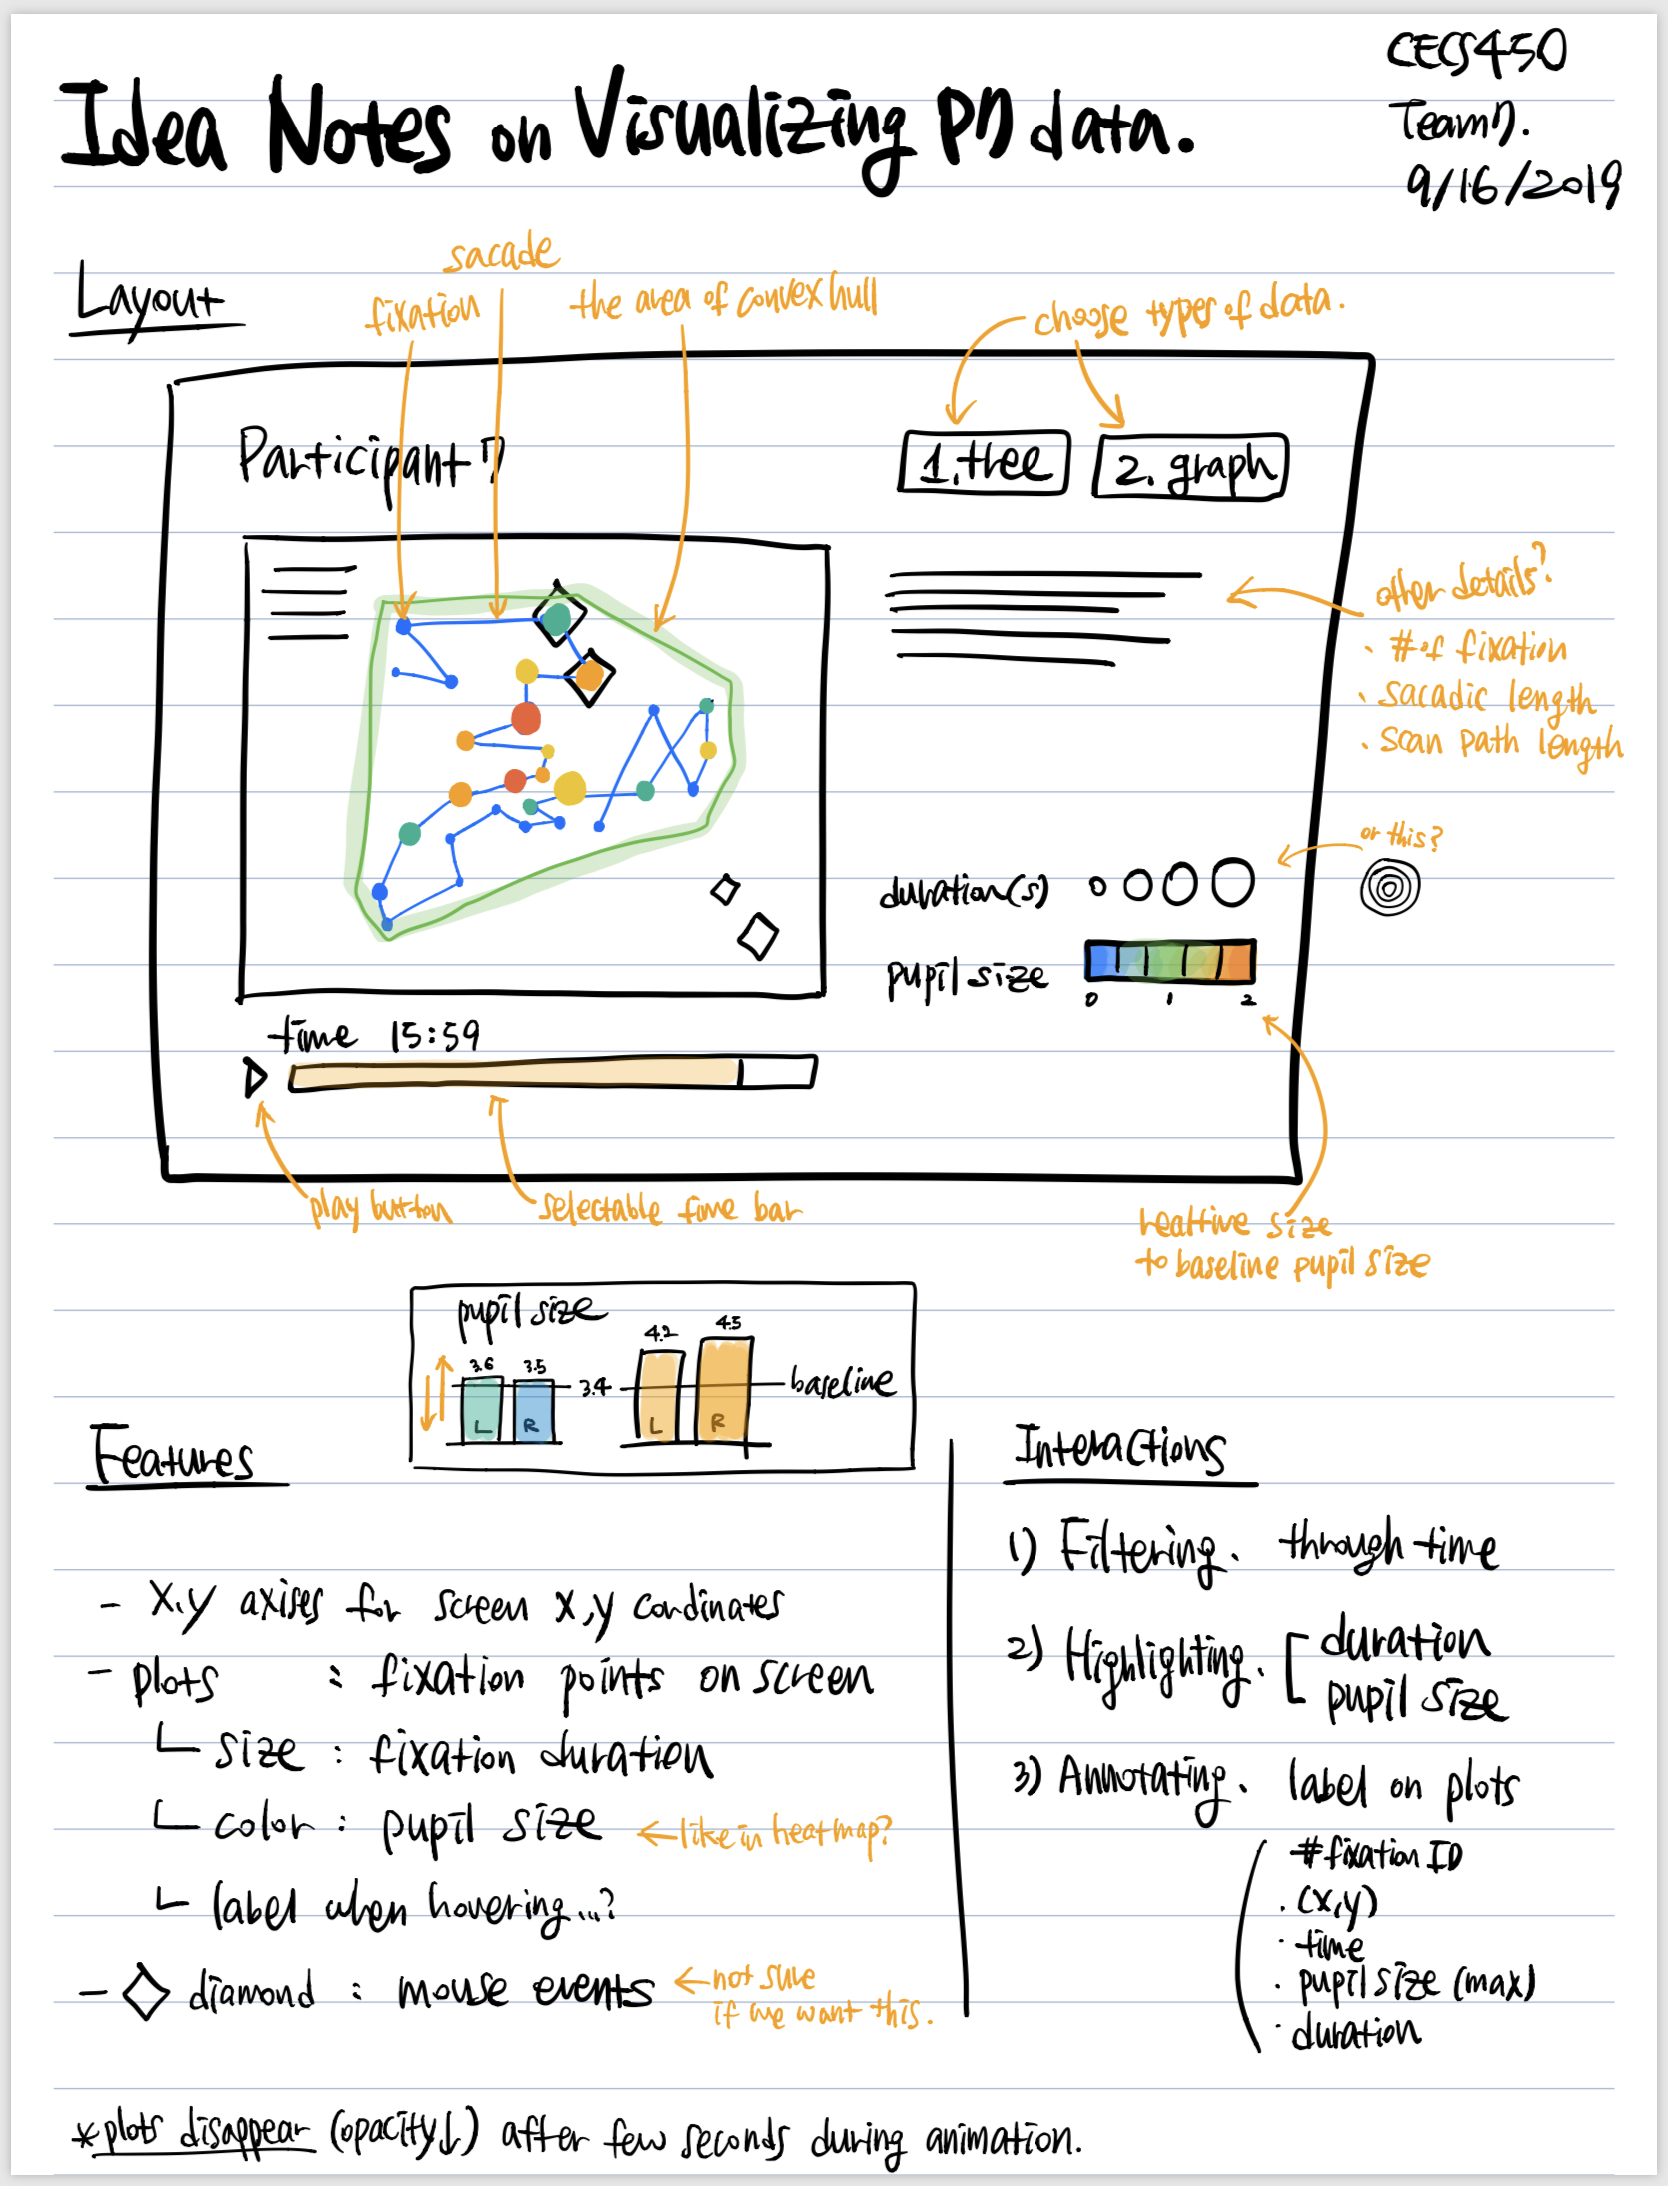 Idea Notes on Visualizing P7 data.
CECS450
Team7.
9/16/2019
Layout
sacade
fixation
the area of convex hull
choose types of data.
Participant 7
1. tree
2. graph
other details?
· # of fixation
· sacadic length
· scan path length
or this?
duration(s)
pupil size
0 1 2
time 15:59
play button
selectable time bar
realtive size
to baseline pupil size
pupil size
3.6 3.5 3.4 4.2 4.5 baseline
L R L R
Features
- X,y axises for screen x,y cordinates
- plots : fixation points on screen
size : fixation duration
color : pupil size ← like in heatmap?
label when hovering...?
- ◇ diamond : mouse events ← not sure
if we want this.
Interactions
1) Filtering. through time
2) Highlighting. [ duration
pupil size
3) Annotating. label on plots
# fixation ID
· (x,y)
· time
· pupil size (max)
· duration
*plots disappear (opacity↓) after few seconds during animation.